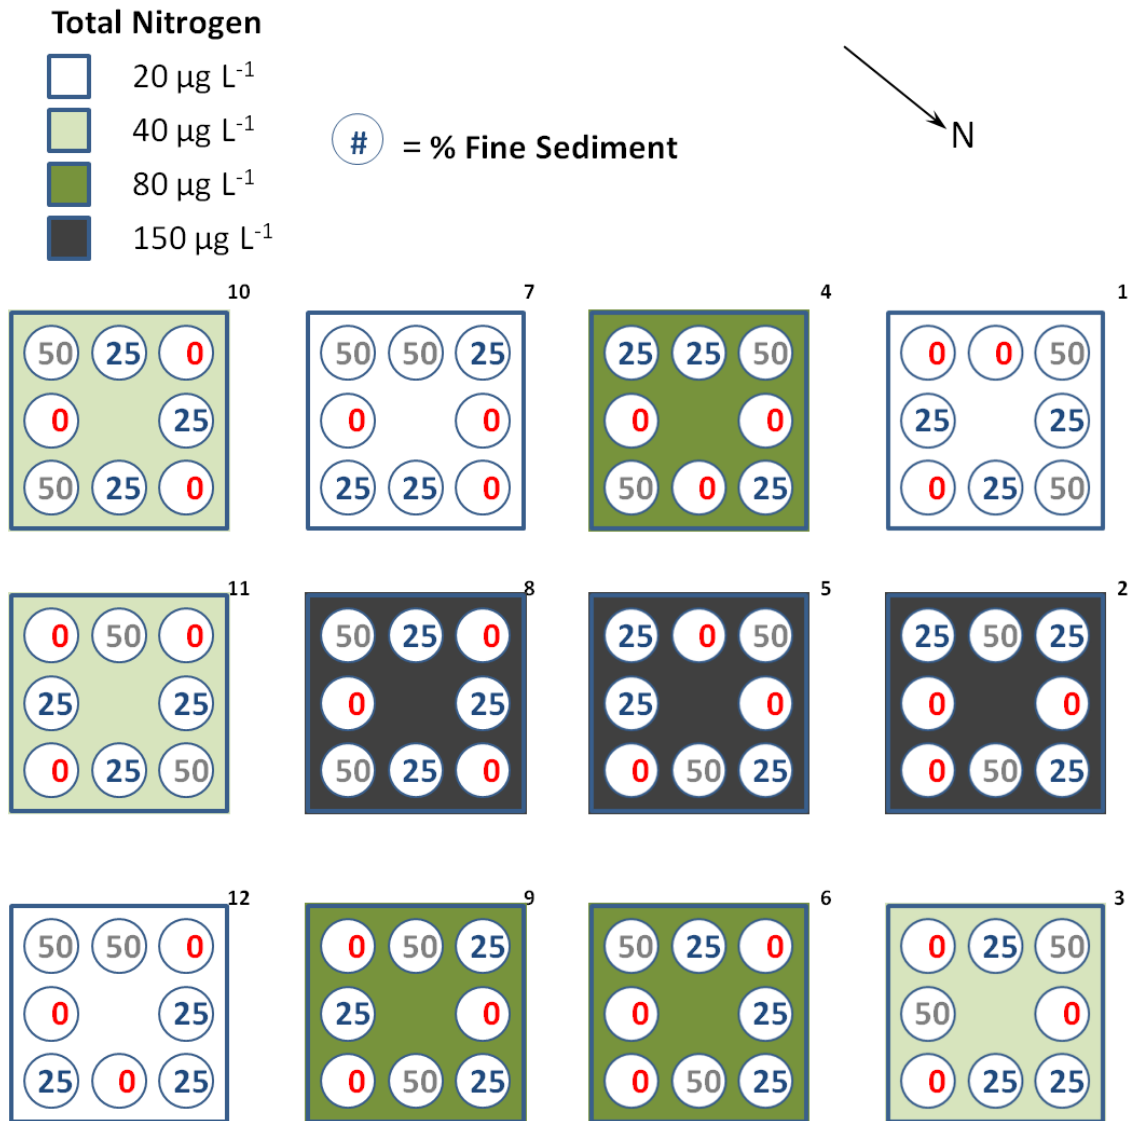 Total Nitrogen
20 µg L-1
40 µg L-1
80 µg L-1
150 µg L-1
# = % Fine Sediment
N
10 7 4 1
50 25 0 50 50 25 25 25 50 0 0 50
0 25 0 0 0 0 25 25
50 25 0 25 25 0 50 0 25 0 25 50
11 8 5 2
0 50 0 50 25 0 25 0 50 25 50 25
25 25 0 25 25 0 0 0
0 25 50 50 25 0 0 50 25 0 50 25
12 9 6 3
50 50 0 0 50 25 50 25 0 0 25 50
0 25 25 0 0 25 50 0
25 0 25 0 50 25 0 50 25 0 25 25